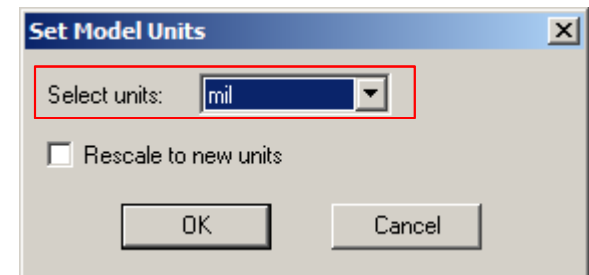 Set Model Units
Select units: mil
Rescale to new units
OK Cancel